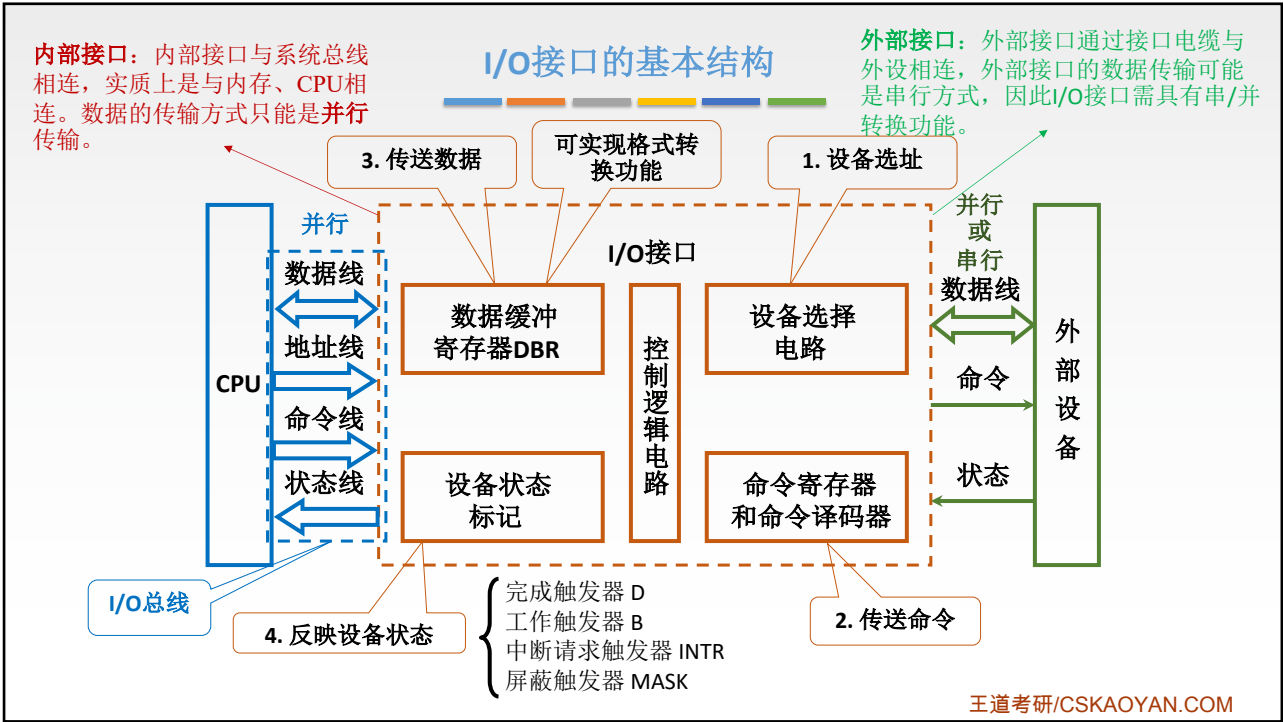 I/O接口的基本结构
内部接口：内部接口与系统总线
相连，实质上是与内存、CPU相
连。数据的传输方式只能是并行
传输。
外部接口：外部接口通过接口电缆与
外设相连，外部接口的数据传输可能
是串行方式，因此I/O接口需具有串/并
转换功能。
3. 传送数据
可实现格式转
换功能
1. 设备选址
并行
I/O接口
并行
或
串行
CPU
数据线
地址线
命令线
状态线
数据缓冲
寄存器DBR
控
制
逻
辑
电
路
设备选择
电路
设备状态
标记
命令寄存器
和命令译码器
数据线
命令
状态
外
部
设
备
I/O总线
4. 反映设备状态
完成触发器 D
工作触发器 B
中断请求触发器 INTR
屏蔽触发器 MASK
2. 传送命令
王道考研/CSKAOYAN.COM